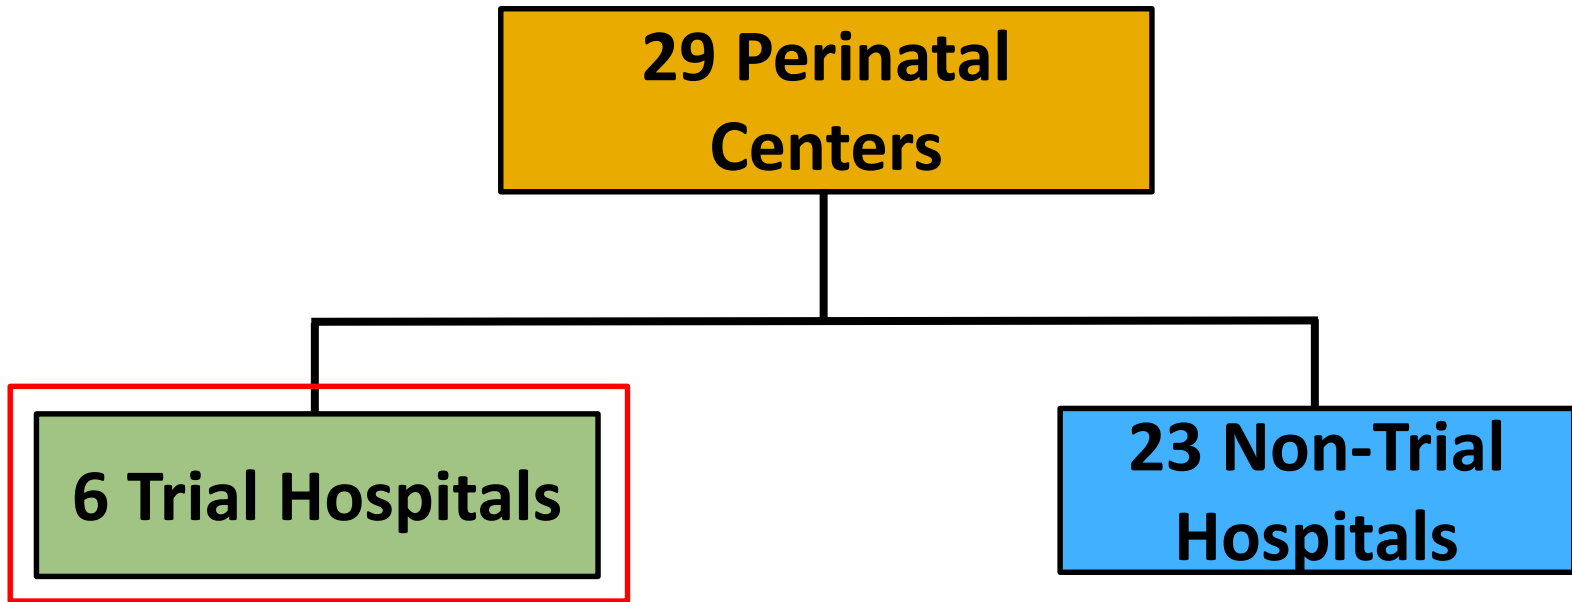 29 Perinatal
Centers
6 Trial Hospitals
23 Non-Trial
Hospitals